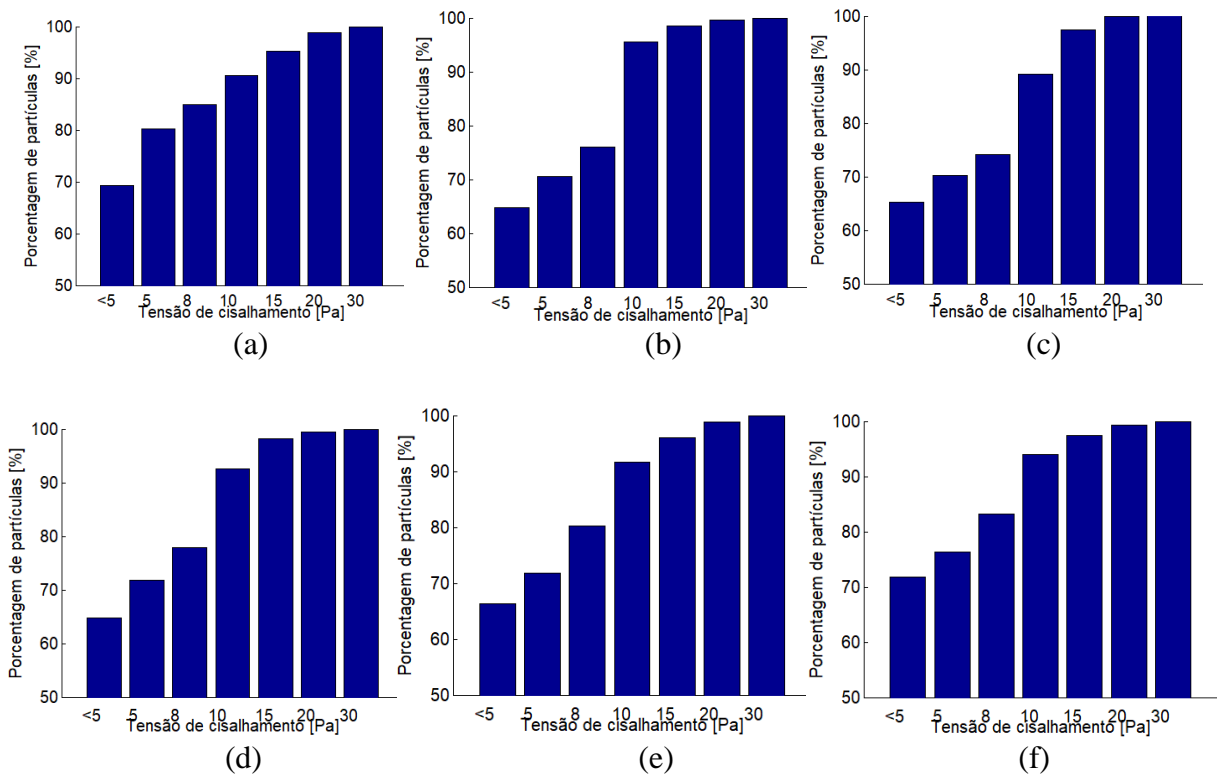 Porcentagem de partículas [%]
100
90
80
70
60
50
<5 5 8 10 15 20 30
Tensão de cisalhamento [Pa]
(a)
Porcentagem de partículas [%]
100
90
80
70
60
50
<5 5 8 10 15 20 30
Tensão de cisalhamento [Pa]
(b)
Porcentagem de partículas [%]
100
90
80
70
60
50
<5 5 8 10 15 20 30
Tensão de cisalhamento [Pa]
(c)
Porcentagem de partículas [%]
100
90
80
70
60
50
<5 5 8 10 15 20 30
Tensão de cisalhamento [Pa]
(d)
Porcentagem de partículas [%]
100
90
80
70
60
50
<5 5 8 10 15 20 30
Tensão de cisalhamento [Pa]
(e)
Porcentagem de partículas [%]
100
90
80
70
60
50
<5 5 8 10 15 20 30
Tensão de cisalhamento [Pa]
(f)